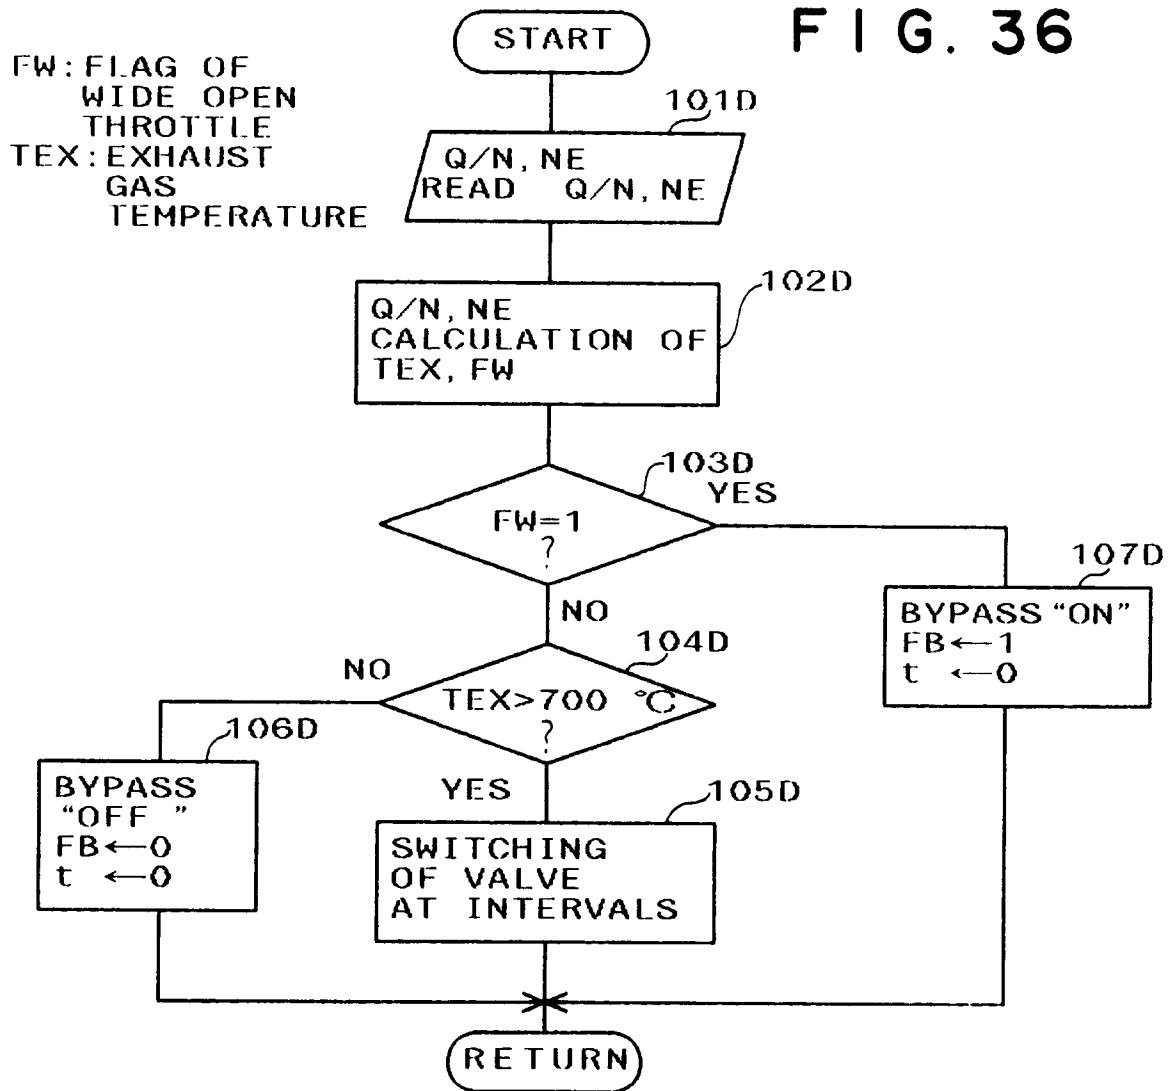 FIG. 36
START
FW: FLAG OF
WIDE OPEN
THROTTLE
TEX: EXHAUST
GAS
TEMPERATURE
101D
Q/N, NE
READ Q/N, NE
102D
Q/N, NE
CALCULATION OF
TEX, FW
103D
YES
FW=1
?
NO
107D
BYPASS “ON”
FB←1
t ←0
104D
NO
TEX>700 °C
?
YES
106D
BYPASS
“OFF ”
FB←0
t ←0
105D
SWITCHING
OF VALVE
AT INTERVALS
RETURN